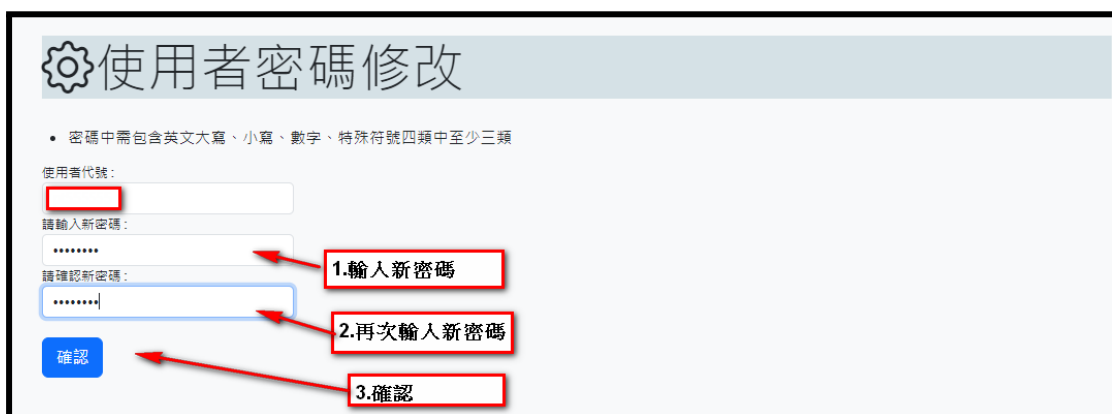 使用者密碼修改
• 密碼中需包含英文大寫、小寫、數字、特殊符號四類中至少三類
使用者代號：
請輸入新密碼：
••••••••
1.輸入新密碼
請確認新密碼：
••••••••
2.再次輸入新密碼
確認
3.確認